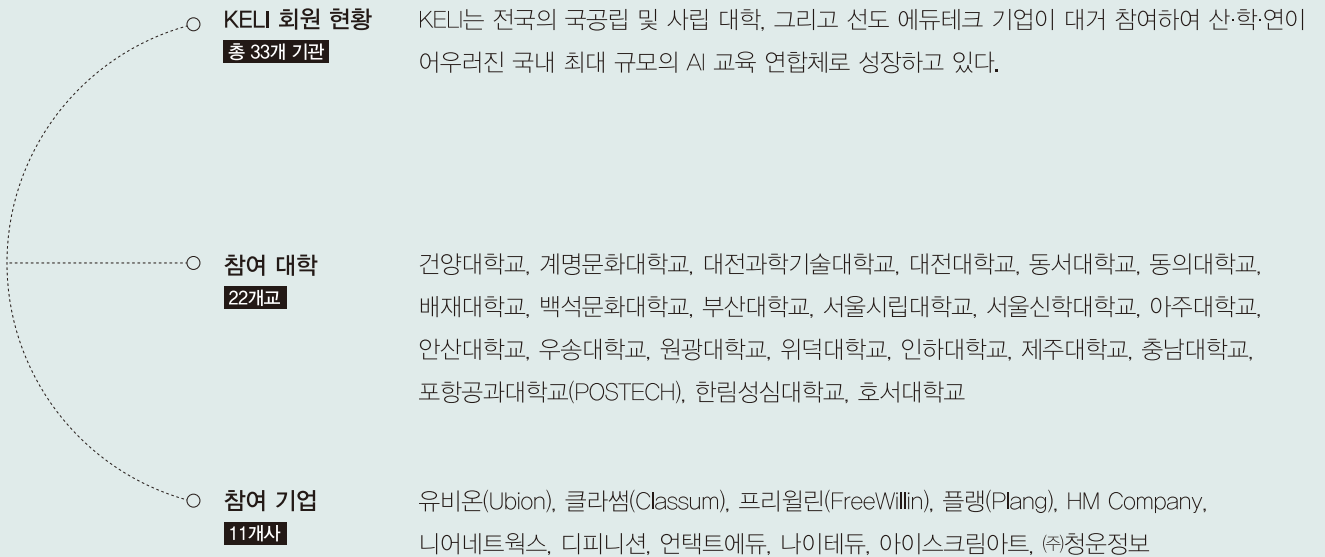 KELI 회원 현황
총 33개 기관
KELI는 전국의 국공립 및 사립 대학, 그리고 선도 에듀테크 기업이 대거 참여하여 산·학·연이
어우러진 국내 최대 규모의 AI 교육 연합체로 성장하고 있다.
참여 대학
22개교
건양대학교, 계명문화대학교, 대전과학기술대학교, 대전대학교, 동서대학교, 동의대학교,
배재대학교, 백석문화대학교, 부산대학교, 서울시립대학교, 서울신학대학교, 아주대학교,
안산대학교, 우송대학교, 원광대학교, 위덕대학교, 인하대학교, 제주대학교, 충남대학교,
포항공과대학교(POSTECH), 한림성심대학교, 호서대학교
참여 기업
11개사
유비온(Ubion), 클라썸(Classum), 프리윌린(FreeWillin), 플랭(Plang), HM Company,
니어네트웍스, 디피니션, 언택트에듀, 나이테듀, 아이스크림아트, ㈜청운정보